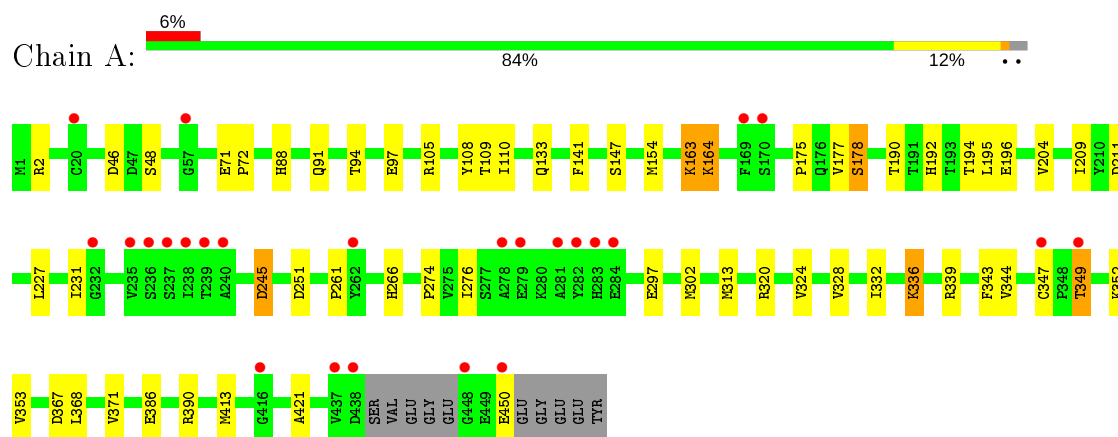 6%
Chain A:
84%
12%
M1 R2 C20 D46 D47 S48 G57 E71 P72 H88 Q91 T94 E97 R105 Y108 T109 I110 Q133 F141 S147 M154 K163 K164 F169 S170 P175 Q176 V177 S178 T190 T191 H192 T193 T194 L195 E196 V204 I209 Y210 D211
L227 I231 G232 V235 S236 S237 I238 T239 A240 D245 D251 P261 Y262 H266 P274 V275 I276 S277 A278 E279 K280 A281 Y282 H283 E284 E297 M302 M313 R320 V324 V328 I332 K336 R339 F343 V344 C347 P348 T349 K352
V353 D367 L368 V371 E386 R390 M413 G416 A421 V437 D438 SER VAL GLU GLY GLU G448 E449 E450 GLU GLY GLU GLU TYR